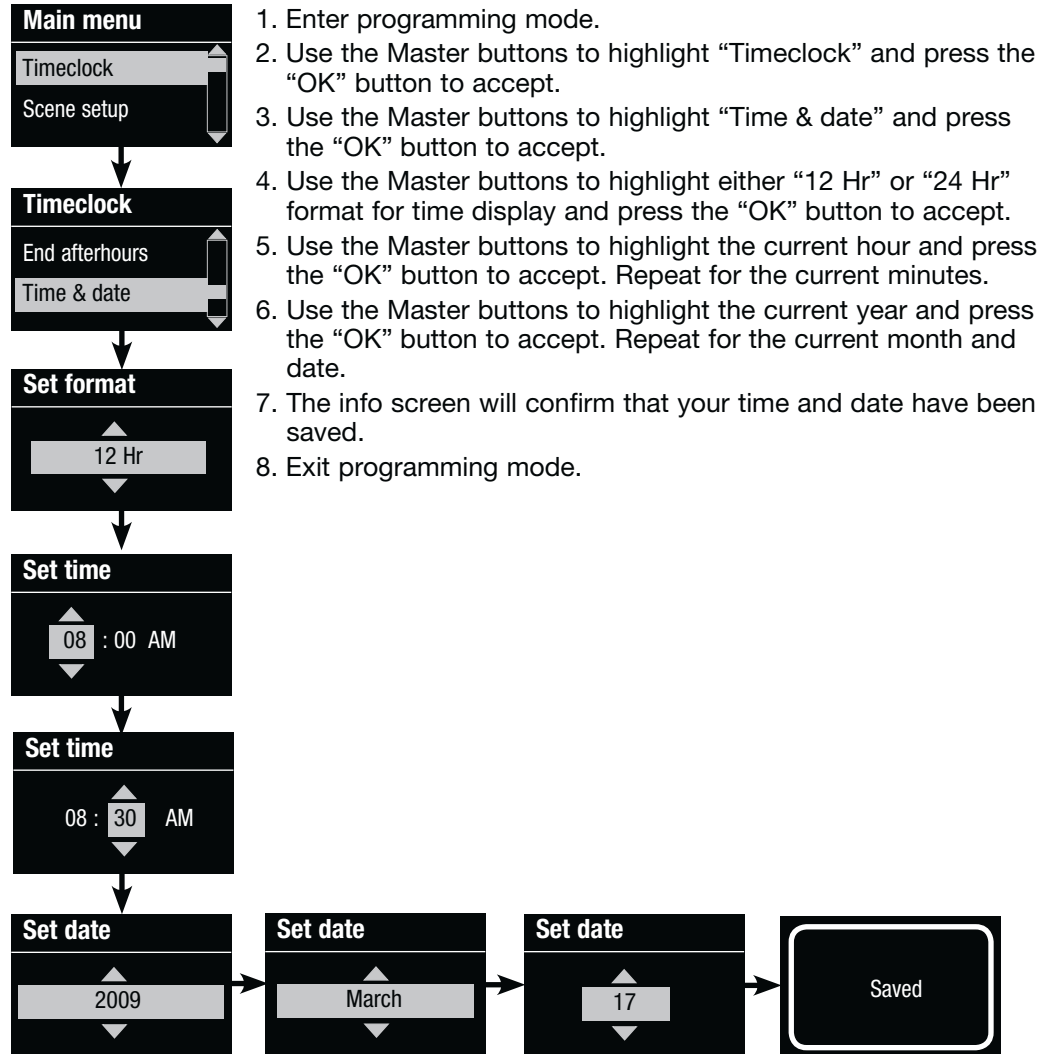 Main menu
Timeclock
Scene setup
Timeclock
End afterhours
Time & date
Set format
12 Hr
Set time
08 : 00 AM
Set time
08 : 30 AM
Set date
2009
Set date
March
Set date
17
Saved
1. Enter programming mode.
2. Use the Master buttons to highlight “Timeclock” and press the
“OK” button to accept.
3. Use the Master buttons to highlight “Time & date” and press
the “OK” button to accept.
4. Use the Master buttons to highlight either “12 Hr” or “24 Hr”
format for time display and press the “OK” button to accept.
5. Use the Master buttons to highlight the current hour and press
the “OK” button to accept. Repeat for the current minutes.
6. Use the Master buttons to highlight the current year and press
the “OK” button to accept. Repeat for the current month and
date.
7. The info screen will confirm that your time and date have been
saved.
8. Exit programming mode.